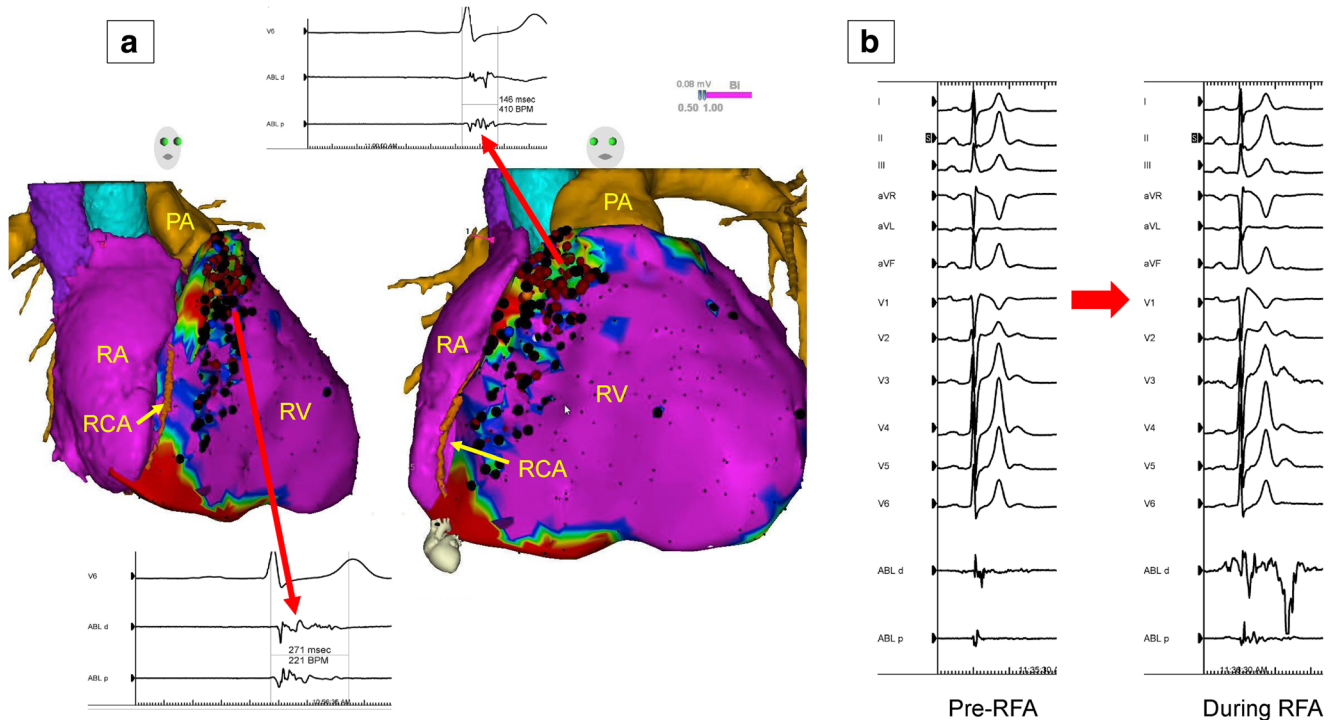 a
V6
ABL d
ABL p
146 msec
410 BPM
0.08 mV
Bi
0.50 1.00
PA
RA
RCA
RV
PA
RA
RCA
RV
V6
ABL d
ABL p
271 msec
221 BPM
b
I
II
S
III
aVR
aVL
aVF
V1
V2
V3
V4
V5
V6
ABL d
ABL p
Pre-RFA
I
II
S
III
aVR
aVL
aVF
V1
V2
V3
V4
V5
V6
ABL d
ABL p
During RFA